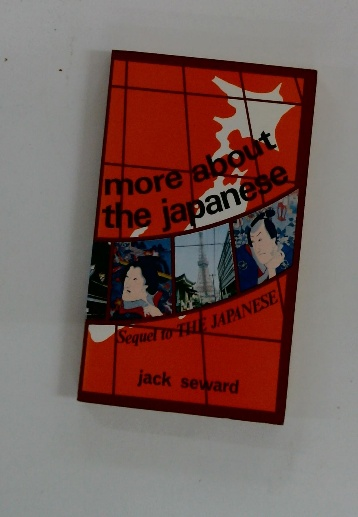 more about
the japanese
Sequel to THE JAPANESE
jack seward